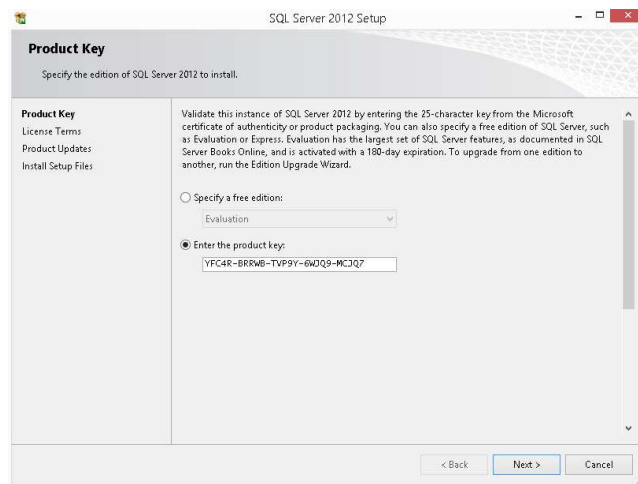 SQL Server 2012 Setup
Product Key
Specify the edition of SQL Server 2012 to install.
Product Key
License Terms
Product Updates
Install Setup Files
Validate this instance of SQL Server 2012 by entering the 25-character key from the Microsoft
certificate of authenticity or product packaging. You can also specify a free edition of SQL Server, such
as Evaluation or Express. Evaluation has the largest set of SQL Server features, as documented in SQL
Server Books Online, and is activated with a 180-day expiration. To upgrade from one edition to
another, run the Edition Upgrade Wizard.
Specify a free edition:
Evaluation
Enter the product key:
YFC4R-BRRWB-TVP9Y-6WJQ9-MCJQ7
< Back
Next >
Cancel